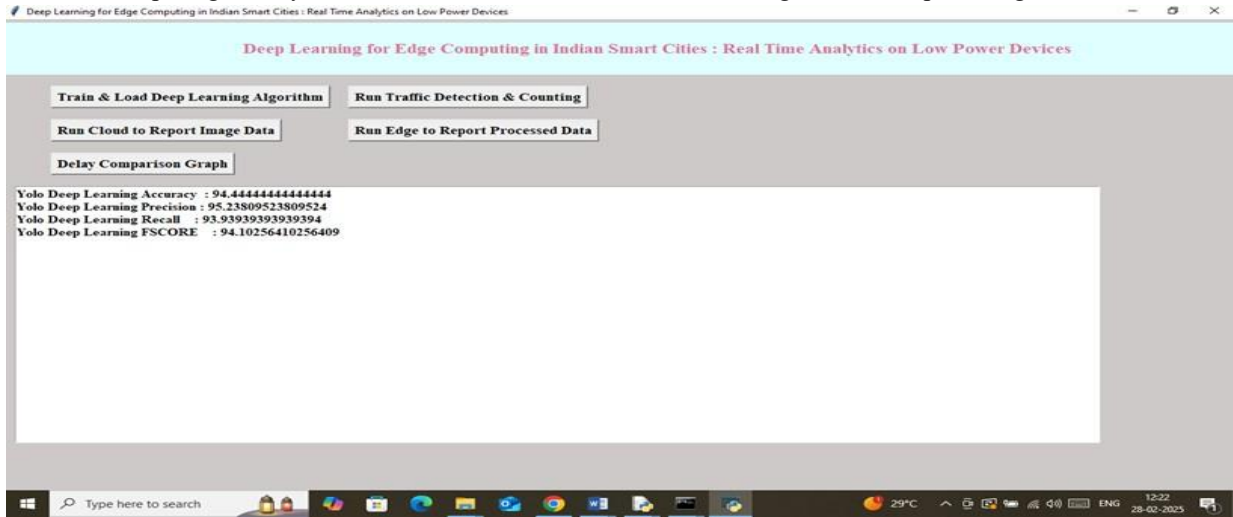 Deep Learning for Edge Computing in Indian Smart Cities : Real Time Analytics on Low Power Devices
Deep Learning for Edge Computing in Indian Smart Cities : Real Time Analytics on Low Power Devices
Train & Load Deep Learning Algorithm Run Traffic Detection & Counting
Run Cloud to Report Image Data Run Edge to Report Processed Data
Delay Comparison Graph
Yolo Deep Learning Accuracy : 94.44444444444444
Yolo Deep Learning Precision : 95.23809523809524
Yolo Deep Learning Recall : 93.93939393939394
Yolo Deep Learning FSCORE : 94.10256410256409
Type here to search 29°C ENG 12:22
28-02-2025